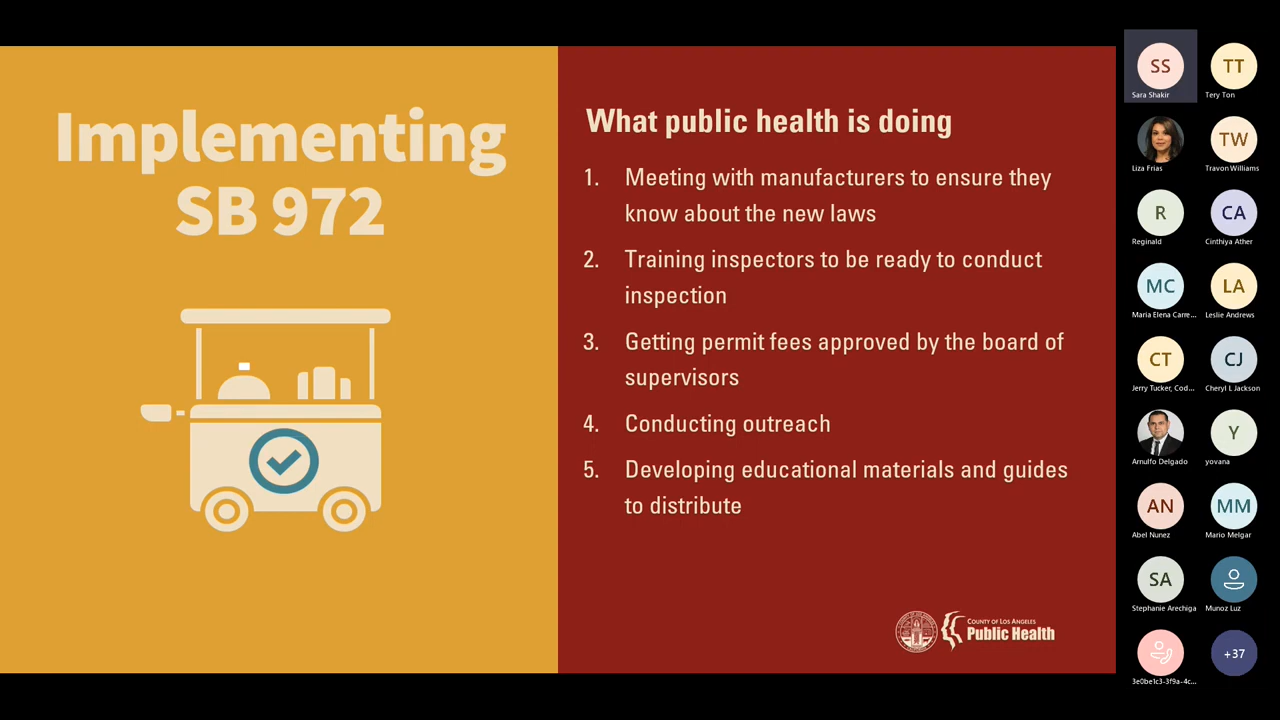 Implementing
SB 972
What public health is doing
1. Meeting with manufacturers to ensure they
know about the new laws
2. Training inspectors to be ready to conduct
inspection
3. Getting permit fees approved by the board of
supervisors
4. Conducting outreach
5. Developing educational materials and guides
to distribute
COUNTY OF LOS ANGELES
Public Health
SS
Sara Shakir
TT
Tery Ton
Liza Frias
TW
Travon Williams
R
Reginald
CA
Cinthiya Ather
MC
Maria Elena Carre...
LA
Leslie Andrews
CT
Jerry Tucker, Cod...
CJ
Cheryl L Jackson
Arnulfo Delgado
Y
yovana
AN
Abel Nunez
MM
Mario Melgar
SA
Stephanie Arechiga
Munoz Luz
3e0be1c3-3f9a-4c...
+37